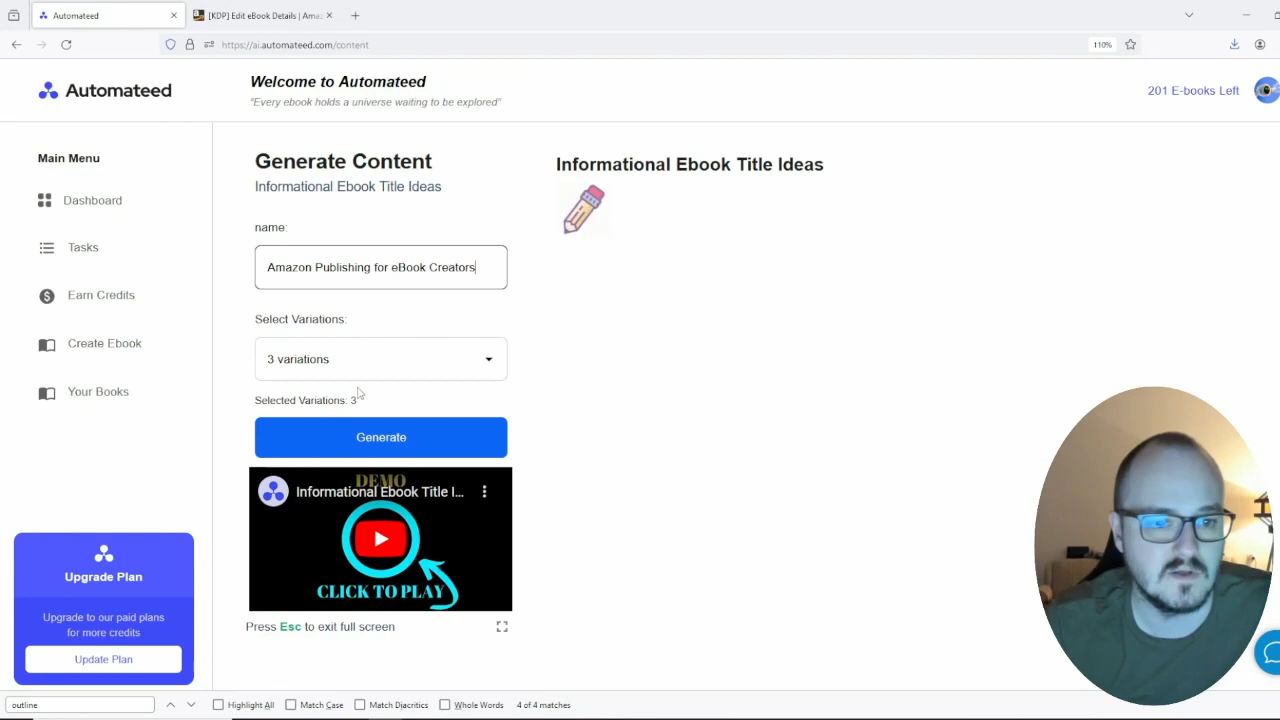 Automateed
[KDP] Edit eBook Details | Ama
https://ai.automateed.com/content
110%
Automateed
Welcome to Automateed
"Every ebook holds a universe waiting to be explored"
201 E-books Left
Main Menu
Dashboard
Tasks
Earn Credits
Create Ebook
Your Books
Upgrade Plan
Upgrade to our paid plans
for more credits
Update Plan
Generate Content
Informational Ebook Title Ideas
name:
Amazon Publishing for eBook Creators
Select Variations:
3 variations
Selected Variations: 3
Generate
DEMO
Informational Ebook Title I...
CLICK TO PLAY
Press Esc to exit full screen
Informational Ebook Title Ideas
outline
Highlight All
Match Case
Match Diacritics
Whole Words
4 of 4 matches